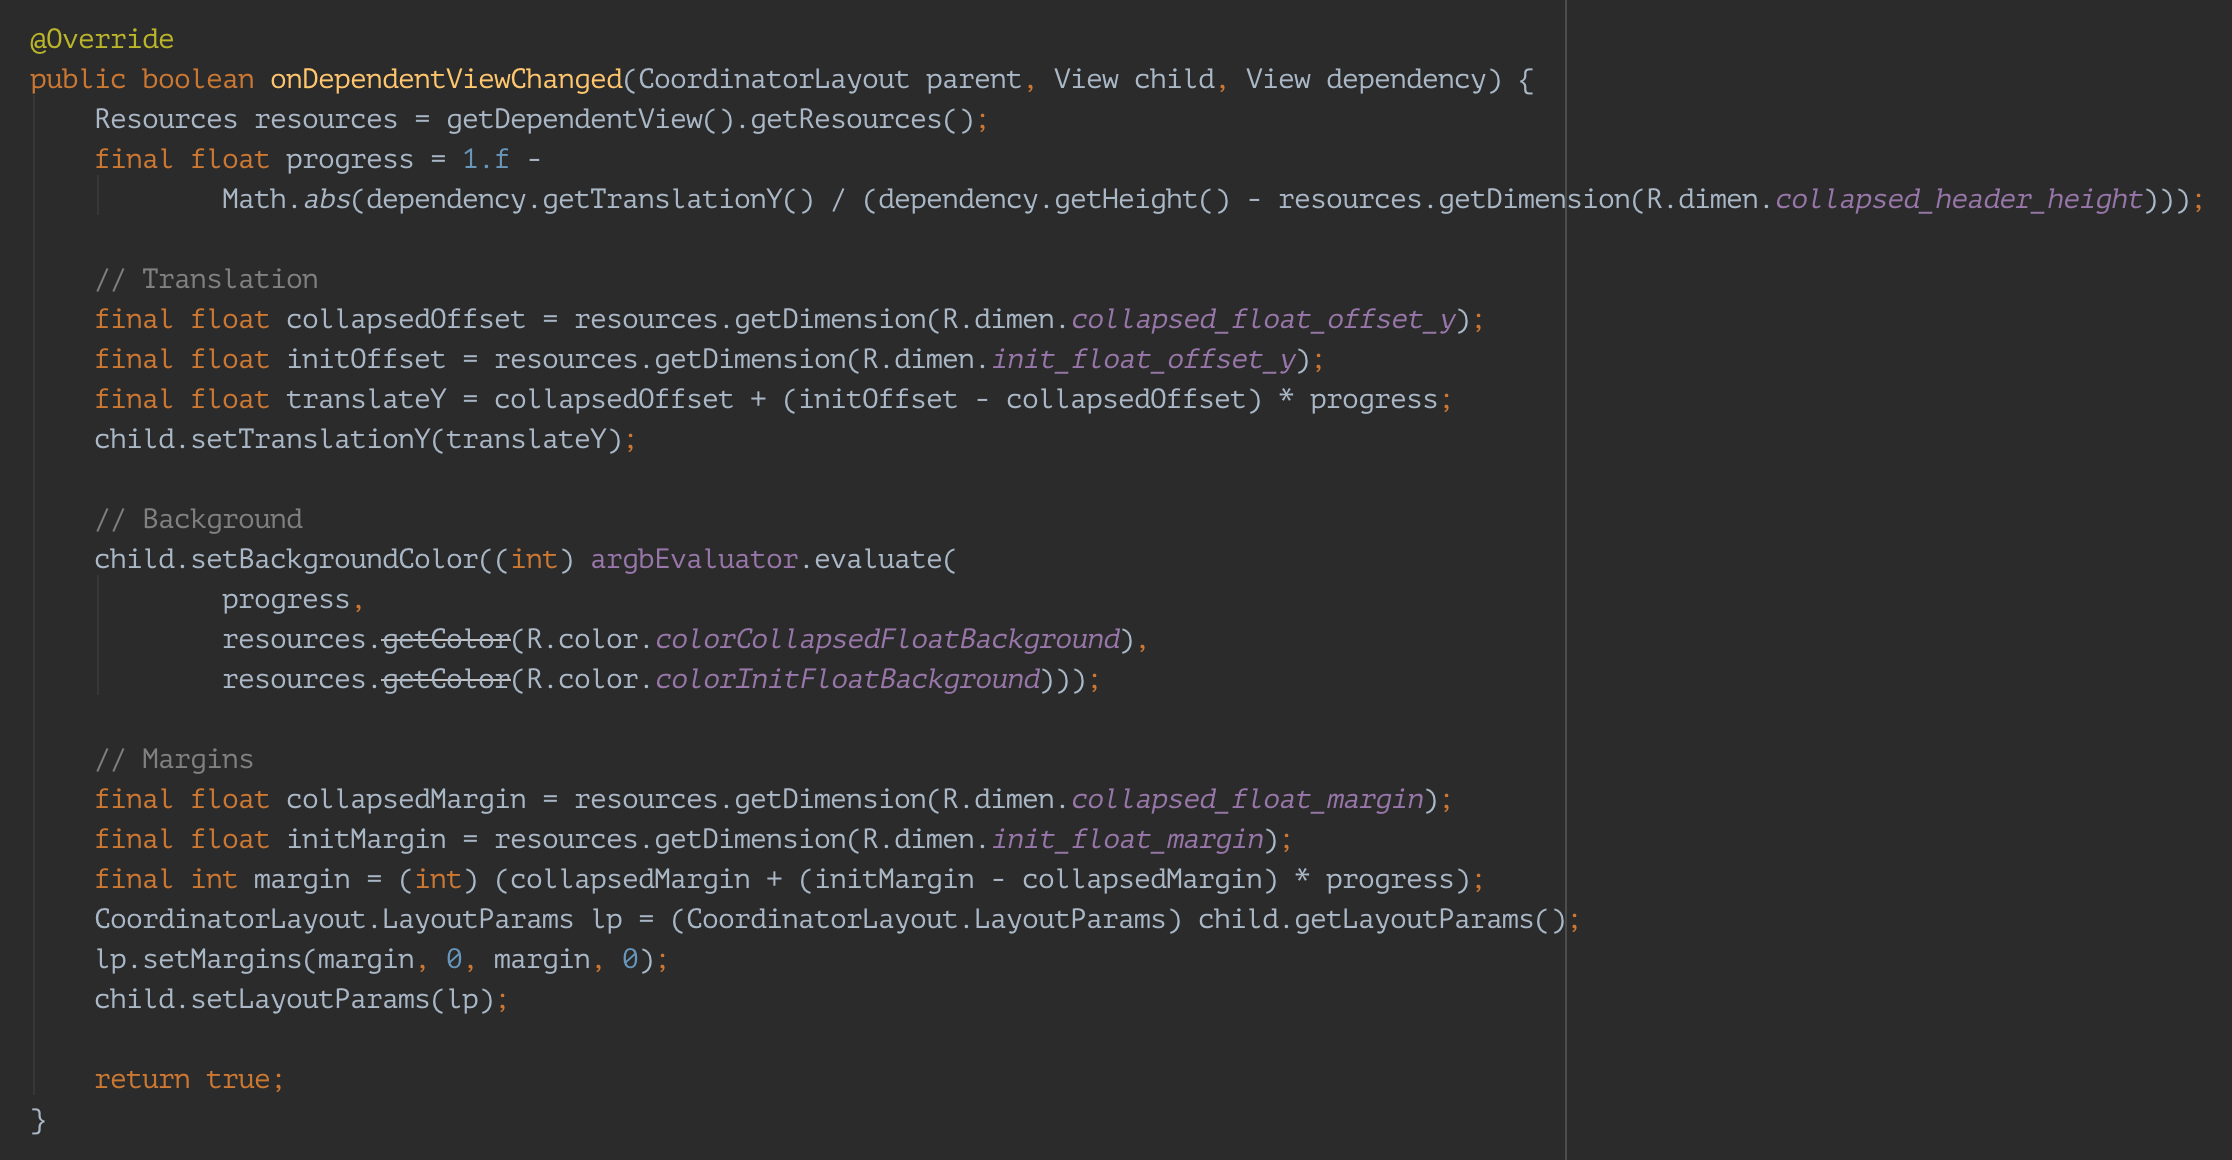 @Override
public boolean onDependentViewChanged(CoordinatorLayout parent, View child, View dependency) {
    Resources resources = getDependentView().getResources();
    final float progress = 1.f -
            Math.abs(dependency.getTranslationY() / (dependency.getHeight() - resources.getDimension(R.dimen.collapsed_header_height)));

    // Translation
    final float collapsedOffset = resources.getDimension(R.dimen.collapsed_float_offset_y);
    final float initOffset = resources.getDimension(R.dimen.init_float_offset_y);
    final float translateY = collapsedOffset + (initOffset - collapsedOffset) * progress;
    child.setTranslationY(translateY);

    // Background
    child.setBackgroundColor((int) argbEvaluator.evaluate(
            progress,
            resources.getColor(R.color.colorCollapsedFloatBackground),
            resources.getColor(R.color.colorInitFloatBackground)));

    // Margins
    final float collapsedMargin = resources.getDimension(R.dimen.collapsed_float_margin);
    final float initMargin = resources.getDimension(R.dimen.init_float_margin);
    final int margin = (int) (collapsedMargin + (initMargin - collapsedMargin) * progress);
    CoordinatorLayout.LayoutParams lp = (CoordinatorLayout.LayoutParams) child.getLayoutParams();
    lp.setMargins(margin, 0, margin, 0);
    child.setLayoutParams(lp);

    return true;
}